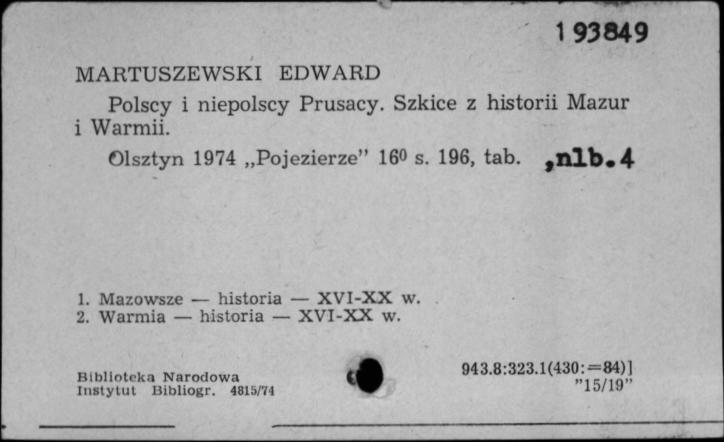 193849
MARTUSZEWSKI EDWARD
Polscy i niepolscy Prusacy. Szkice z historii Mazur
i Warmii.
Olsztyn 1974 „Pojezierze” 16⁰ s. 196, tab. ,nlb.4
1. Mazowsze — historia — XVI-XX w.
2. Warmia — historia — XVI-XX w.
943.8:323.1(430:=84)]
”15/19”
Biblioteka Narodowa
Instytut Bibliogr. 4815/74